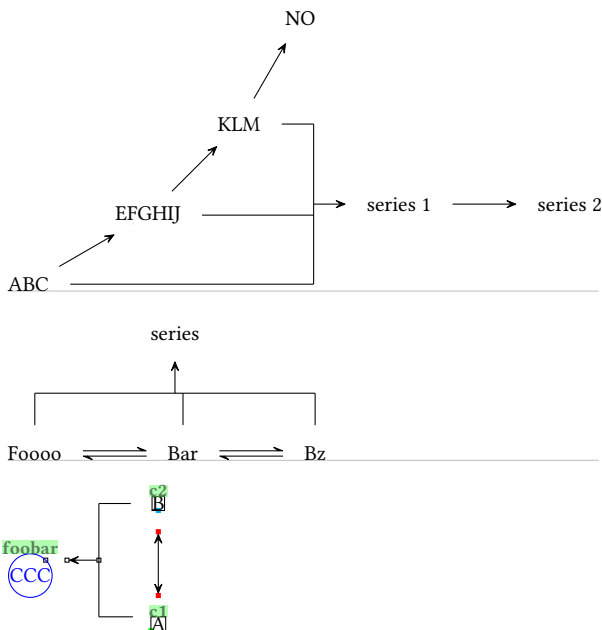 NO
KLM
series 1 series 2
EFGHIJ
ABC
series
Foooo Bar Bz
c2
B
foobar
CCC
c1
A